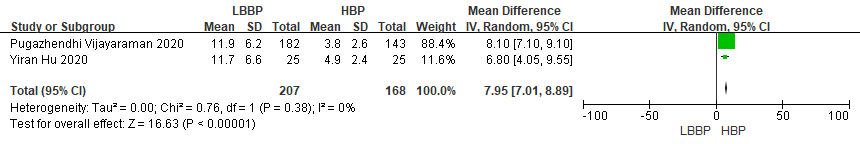 LBBP HBP Mean Difference Mean Difference
Study or Subgroup Mean SD Total Mean SD Total Weight IV, Random, 95% CI IV, Random, 95% CI
Pugazhendhi Vijayaraman 2020 11.9 6.2 182 3.8 2.6 143 88.4% 8.10 [7.10, 9.10]
Yiran Hu 2020 11.7 6.6 25 4.9 2.4 25 11.6% 6.80 [4.05, 9.55]
Total (95% CI) 207 168 100.0% 7.95 [7.01, 8.89]
Heterogeneity: Tau² = 0.00; Chi² = 0.76, df = 1 (P = 0.38); I² = 0%
Test for overall effect: Z = 16.63 (P < 0.00001)
-100 -50 0 50 100
LBBP HBP